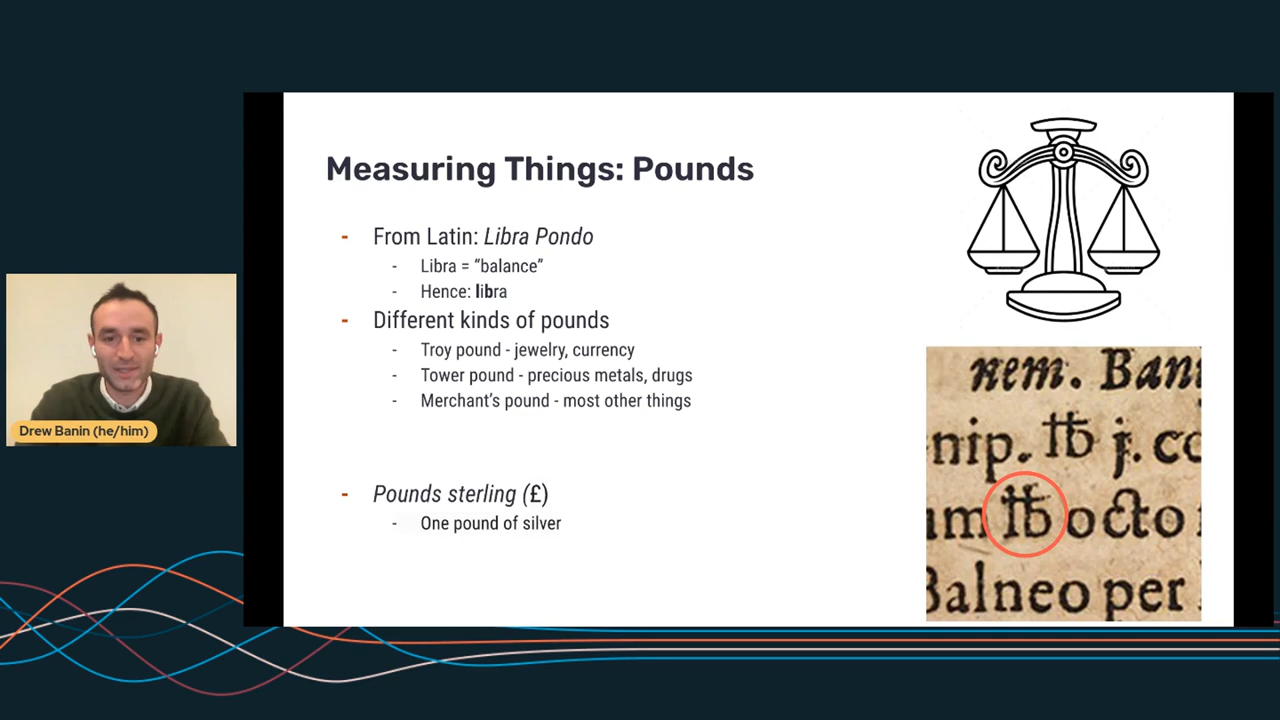 Measuring Things: Pounds
- From Latin: Libra Pondo
- Libra = "balance"
- Hence: libra
- Different kinds of pounds
- Troy pound - jewelry, currency
- Tower pound - precious metals, drugs
- Merchant's pound - most other things
- Pounds sterling (£)
- One pound of silver
nem. Ban
nip. ℔ j. co
um ℔ octo
Balneo per
Drew Banin (he/him)